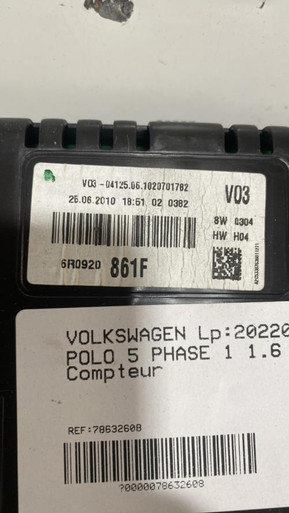 V03-04125.06.1020701782
25.06.2010 18:51 02 0382
V03
SW 0304
HW H04
6R0920 861F
VOLKSWAGEN Lp:20220
POLO 5 PHASE 1 1.6
Compteur
REF:78632608
?0000078632608